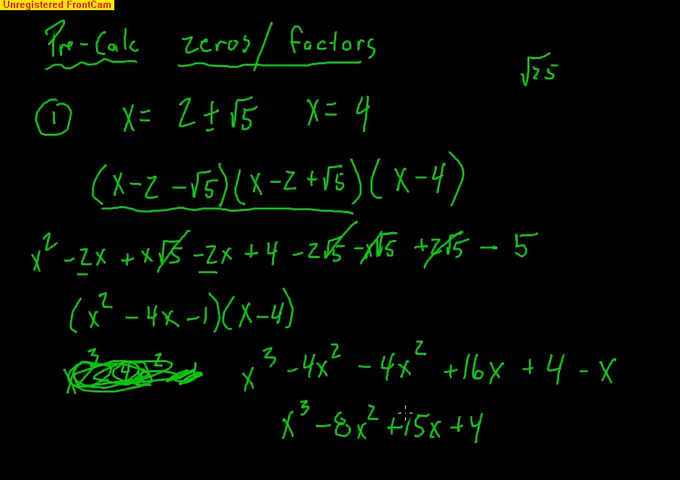 Unregistered FrontCam
Pre-Calc zeros/factors
√25
① x = 2 ± √5 x = 4
(x - 2 - √5)(x - 2 + √5)(x - 4)
x² - 2x + x√5 - 2x + 4 - 2√5 - x√5 + 2√5 - 5
(x² - 4x - 1)(x - 4)
x³ - 4x² - 4x² + 16x + 4 - x
x³ - 8x² + 15x + 4